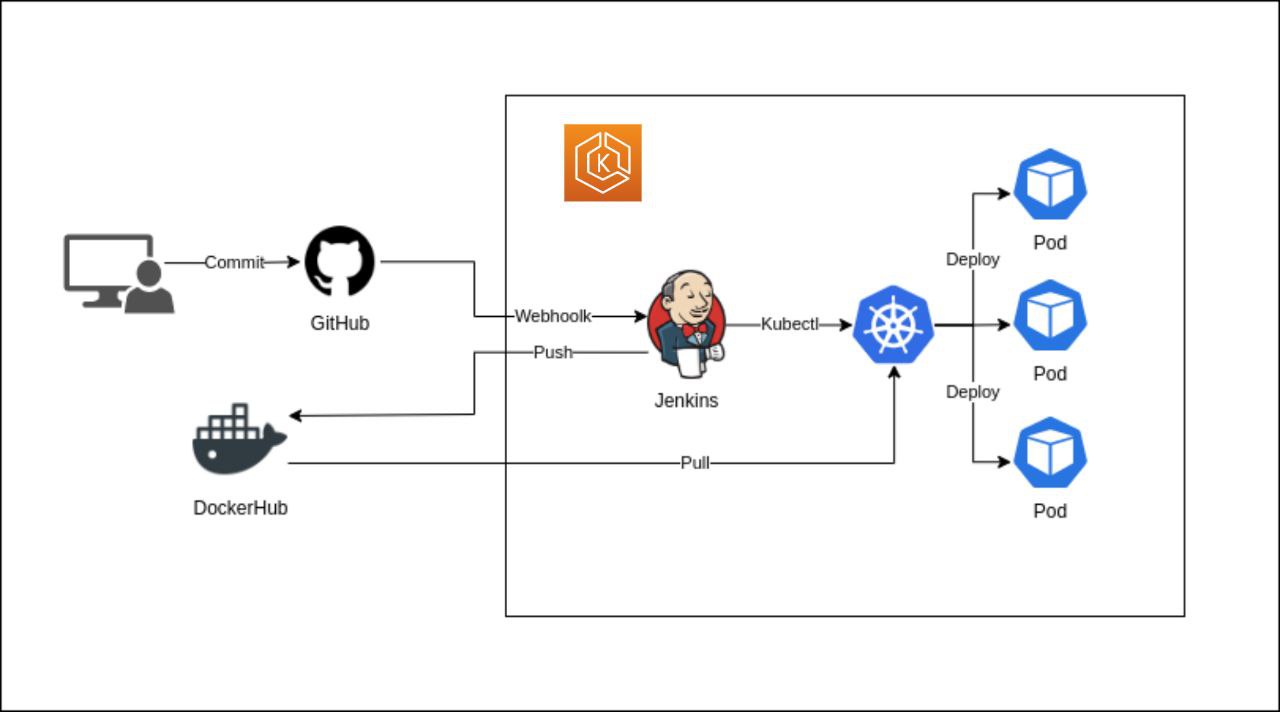 Commit
GitHub
Webhoolk
Push
Jenkins
Kubectl
Deploy
Deploy
Pod
Pod
Pod
Pull
DockerHub
K